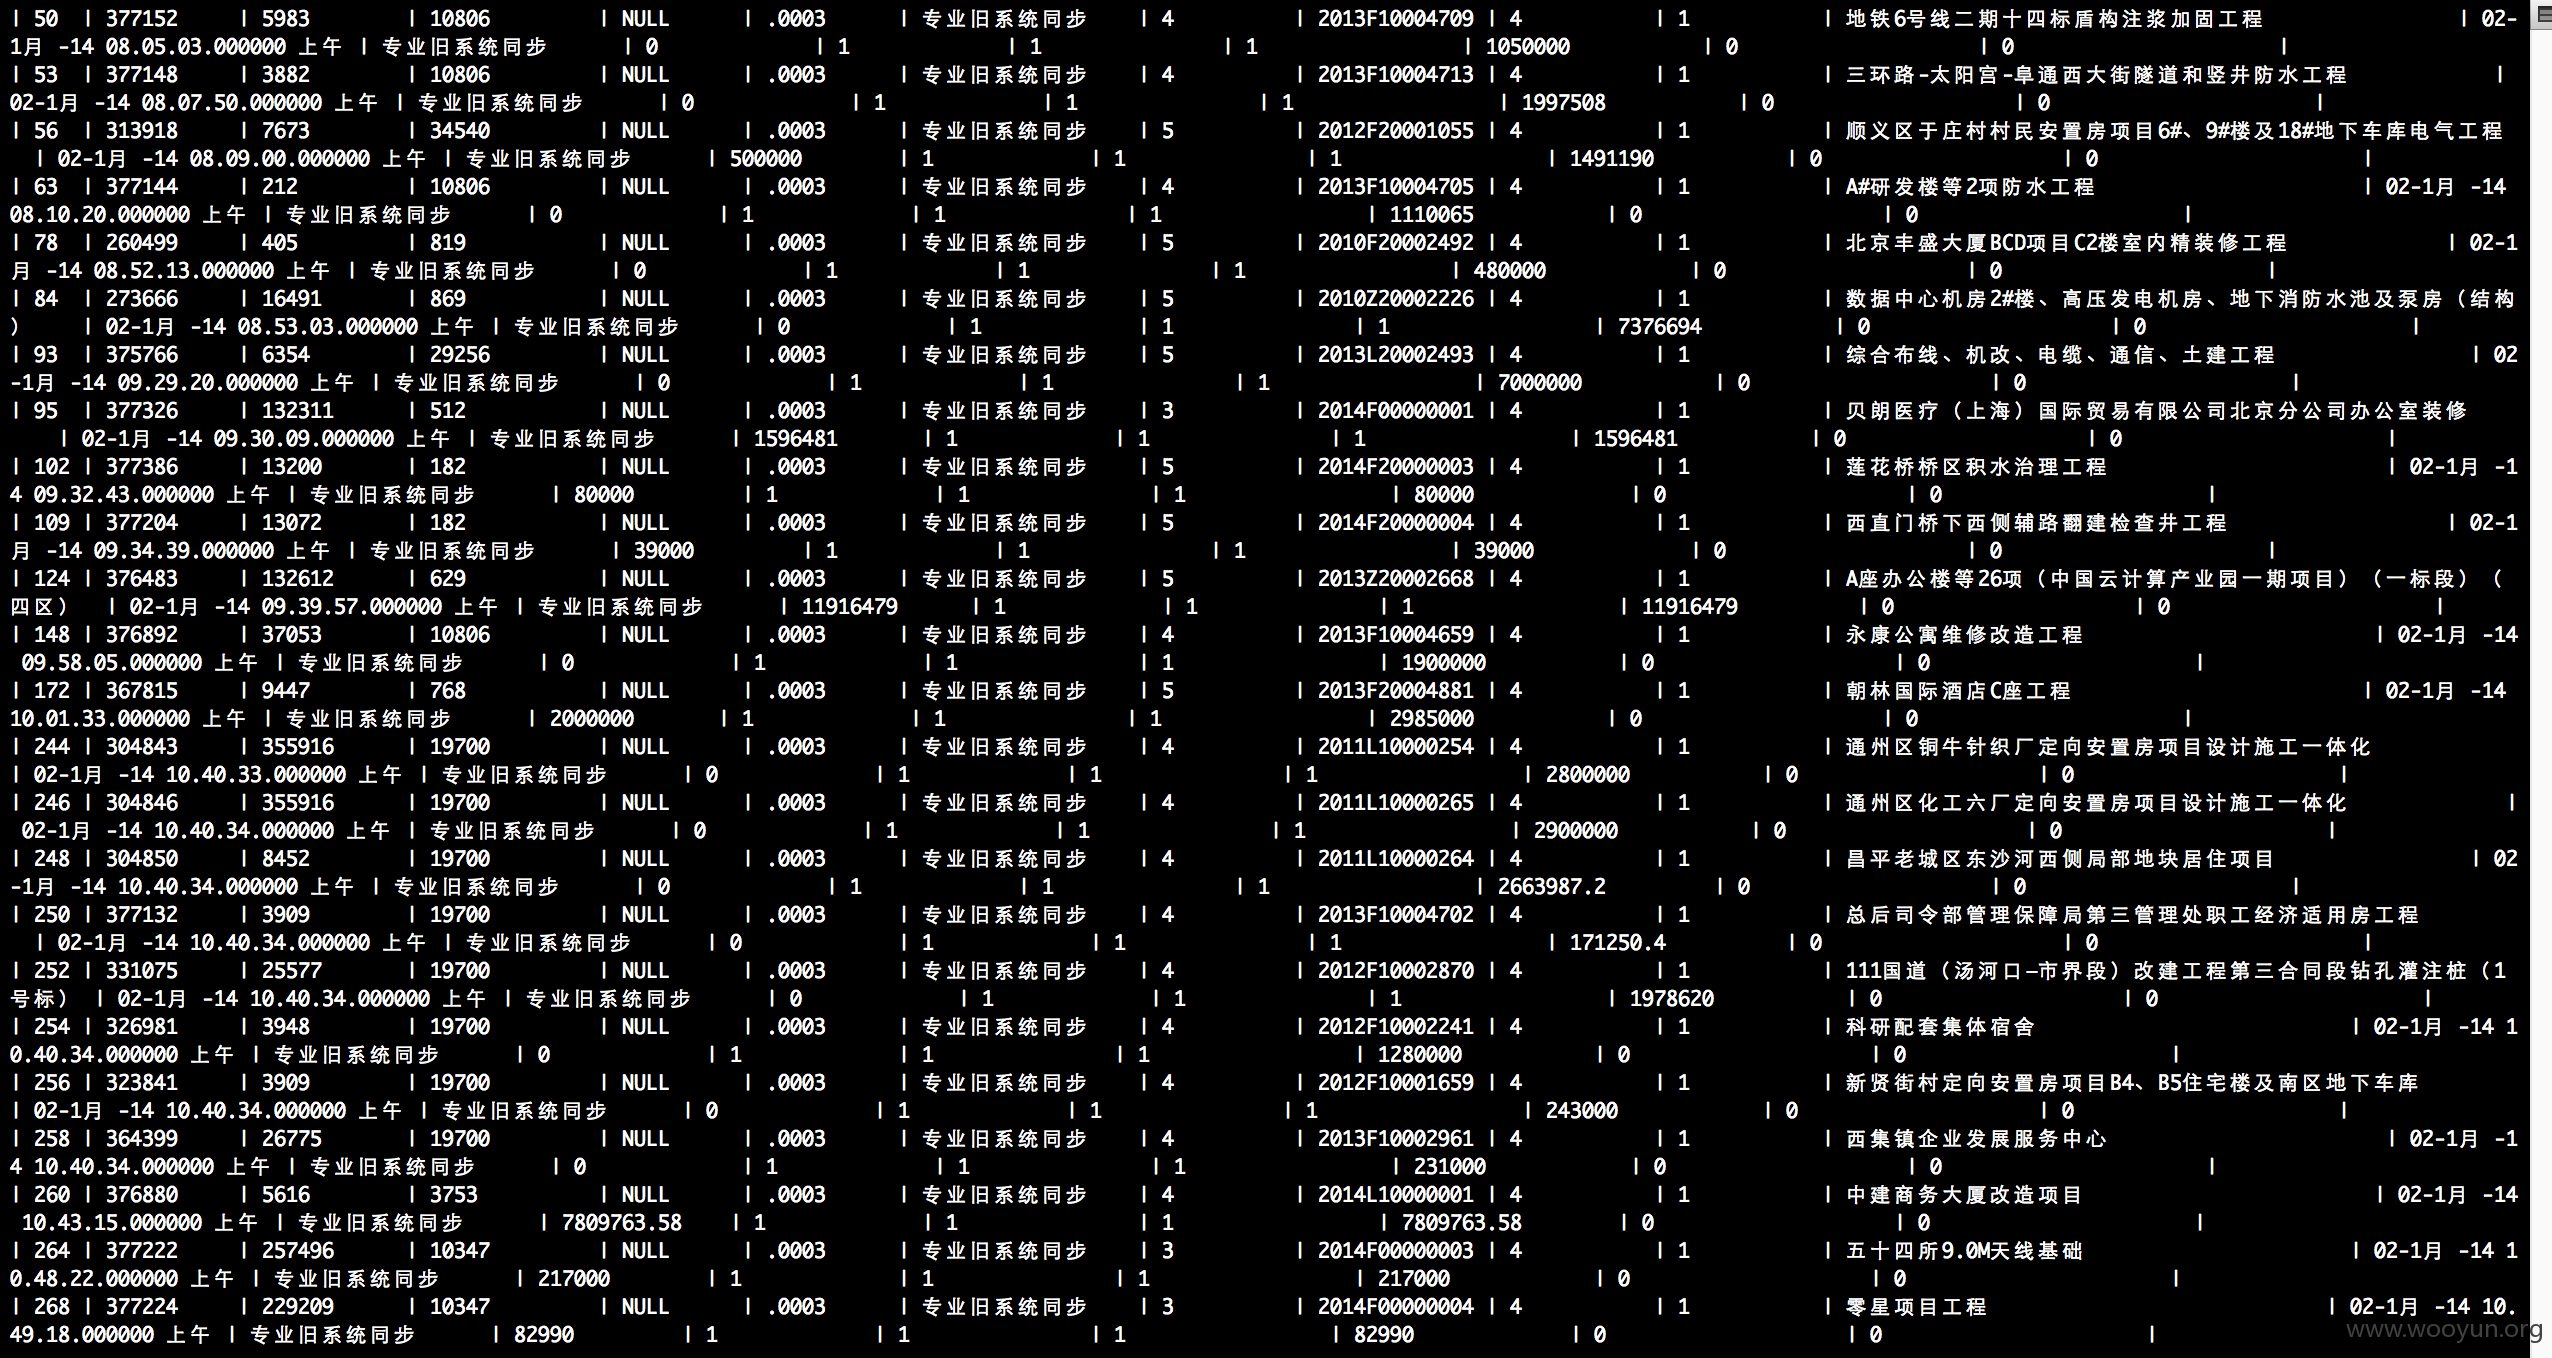 | 50 | 377152 | 5983 | 10806 | NULL | .0003 | 专业旧系统同步 | 4 | 2013F10004709 | 4 | 1 | 地铁6号线二期十四标盾构注浆加固工程 | 02-
1月 -14 08.05.03.000000 上午 | 专业旧系统同步 | 0 | 1 | 1 | 1 | 1050000 | 0 | 0 |
| 53 | 377148 | 3882 | 10806 | NULL | .0003 | 专业旧系统同步 | 4 | 2013F10004713 | 4 | 1 | 三环路-太阳宫-阜通西大街隧道和竖井防水工程 |
02-1月 -14 08.07.50.000000 上午 | 专业旧系统同步 | 0 | 1 | 1 | 1 | 1997508 | 0 | 0 |
| 56 | 313918 | 7673 | 34540 | NULL | .0003 | 专业旧系统同步 | 5 | 2012F20001055 | 4 | 1 | 顺义区于庄村村民安置房项目6#、9#楼及18#地下车库电气工程
| 02-1月 -14 08.09.00.000000 上午 | 专业旧系统同步 | 500000 | 1 | 1 | 1 | 1491190 | 0 | 0 |
| 63 | 377144 | 212 | 10806 | NULL | .0003 | 专业旧系统同步 | 4 | 2013F10004705 | 4 | 1 | A#研发楼等2项防水工程 | 02-1月 -14
08.10.20.000000 上午 | 专业旧系统同步 | 0 | 1 | 1 | 1 | 1110065 | 0 | 0 |
| 78 | 260499 | 405 | 819 | NULL | .0003 | 专业旧系统同步 | 5 | 2010F20002492 | 4 | 1 | 北京丰盛大厦BCD项目C2楼室内精装修工程 | 02-1
月 -14 08.52.13.000000 上午 | 专业旧系统同步 | 0 | 1 | 1 | 1 | 480000 | 0 | 0 |
| 84 | 273666 | 16491 | 869 | NULL | .0003 | 专业旧系统同步 | 5 | 2010Z20002226 | 4 | 1 | 数据中心机房2#楼、高压发电机房、地下消防水池及泵房（结构
） | 02-1月 -14 08.53.03.000000 上午 | 专业旧系统同步 | 0 | 1 | 1 | 1 | 7376694 | 0 | 0 |
| 93 | 375766 | 6354 | 29256 | NULL | .0003 | 专业旧系统同步 | 5 | 2013L20002493 | 4 | 1 | 综合布线、机改、电缆、通信、土建工程 | 02
-1月 -14 09.29.20.000000 上午 | 专业旧系统同步 | 0 | 1 | 1 | 1 | 7000000 | 0 | 0 |
| 95 | 377326 | 132311 | 512 | NULL | .0003 | 专业旧系统同步 | 3 | 2014F00000001 | 4 | 1 | 贝朗医疗（上海）国际贸易有限公司北京分公司办公室装修
| 02-1月 -14 09.30.09.000000 上午 | 专业旧系统同步 | 1596481 | 1 | 1 | 1 | 1596481 | 0 | 0 |
| 102 | 377386 | 13200 | 182 | NULL | .0003 | 专业旧系统同步 | 5 | 2014F20000003 | 4 | 1 | 莲花桥桥区积水治理工程 | 02-1月 -1
4 09.32.43.000000 上午 | 专业旧系统同步 | 80000 | 1 | 1 | 1 | 80000 | 0 | 0 |
| 109 | 377204 | 13072 | 182 | NULL | .0003 | 专业旧系统同步 | 5 | 2014F20000004 | 4 | 1 | 西直门桥下西侧辅路翻建检查井工程 | 02-1
月 -14 09.34.39.000000 上午 | 专业旧系统同步 | 39000 | 1 | 1 | 1 | 39000 | 0 | 0 |
| 124 | 376483 | 132612 | 629 | NULL | .0003 | 专业旧系统同步 | 5 | 2013Z20002668 | 4 | 1 | A座办公楼等26项（中国云计算产业园一期项目）（一标段）（
四区） | 02-1月 -14 09.39.57.000000 上午 | 专业旧系统同步 | 11916479 | 1 | 1 | 1 | 11916479 | 0 | 0 |
| 148 | 376892 | 37053 | 10806 | NULL | .0003 | 专业旧系统同步 | 4 | 2013F10004659 | 4 | 1 | 永康公寓维修改造工程 | 02-1月 -14
09.58.05.000000 上午 | 专业旧系统同步 | 0 | 1 | 1 | 1 | 1900000 | 0 | 0 |
| 172 | 367815 | 9447 | 768 | NULL | .0003 | 专业旧系统同步 | 5 | 2013F20004881 | 4 | 1 | 朝林国际酒店C座工程 | 02-1月 -14
10.01.33.000000 上午 | 专业旧系统同步 | 2000000 | 1 | 1 | 1 | 2985000 | 0 | 0 |
| 244 | 304843 | 355916 | 19700 | NULL | .0003 | 专业旧系统同步 | 4 | 2011L10000254 | 4 | 1 | 通州区铜牛针织厂定向安置房项目设计施工一体化
| 02-1月 -14 10.40.33.000000 上午 | 专业旧系统同步 | 0 | 1 | 1 | 1 | 2800000 | 0 | 0 |
| 246 | 304846 | 355916 | 19700 | NULL | .0003 | 专业旧系统同步 | 4 | 2011L10000265 | 4 | 1 | 通州区化工六厂定向安置房项目设计施工一体化 |
02-1月 -14 10.40.34.000000 上午 | 专业旧系统同步 | 0 | 1 | 1 | 1 | 2900000 | 0 | 0 |
| 248 | 304850 | 8452 | 19700 | NULL | .0003 | 专业旧系统同步 | 4 | 2011L10000264 | 4 | 1 | 昌平老城区东沙河西侧局部地块居住项目 | 02
-1月 -14 10.40.34.000000 上午 | 专业旧系统同步 | 0 | 1 | 1 | 1 | 2663987.2 | 0 | 0 |
| 250 | 377132 | 3909 | 19700 | NULL | .0003 | 专业旧系统同步 | 4 | 2013F10004702 | 4 | 1 | 总后司令部管理保障局第三管理处职工经济适用房工程
| 02-1月 -14 10.40.34.000000 上午 | 专业旧系统同步 | 0 | 1 | 1 | 1 | 171250.4 | 0 | 0 |
| 252 | 331075 | 25577 | 19700 | NULL | .0003 | 专业旧系统同步 | 4 | 2012F10002870 | 4 | 1 | 111国道（汤河口—市界段）改建工程第三合同段钻孔灌注桩（1
号标） | 02-1月 -14 10.40.34.000000 上午 | 专业旧系统同步 | 0 | 1 | 1 | 1 | 1978620 | 0 | 0 |
| 254 | 326981 | 3948 | 19700 | NULL | .0003 | 专业旧系统同步 | 4 | 2012F10002241 | 4 | 1 | 科研配套集体宿舍 | 02-1月 -14 1
0.40.34.000000 上午 | 专业旧系统同步 | 0 | 1 | 1 | 1 | 1280000 | 0 | 0 |
| 256 | 323841 | 3909 | 19700 | NULL | .0003 | 专业旧系统同步 | 4 | 2012F10001659 | 4 | 1 | 新贤街村定向安置房项目B4、B5住宅楼及南区地下车库
| 02-1月 -14 10.40.34.000000 上午 | 专业旧系统同步 | 0 | 1 | 1 | 1 | 243000 | 0 | 0 |
| 258 | 364399 | 26775 | 19700 | NULL | .0003 | 专业旧系统同步 | 4 | 2013F10002961 | 4 | 1 | 西集镇企业发展服务中心 | 02-1月 -1
4 10.40.34.000000 上午 | 专业旧系统同步 | 0 | 1 | 1 | 1 | 231000 | 0 | 0 |
| 260 | 376880 | 5616 | 3753 | NULL | .0003 | 专业旧系统同步 | 4 | 2014L10000001 | 4 | 1 | 中建商务大厦改造项目 | 02-1月 -14
10.43.15.000000 上午 | 专业旧系统同步 | 7809763.58 | 1 | 1 | 1 | 7809763.58 | 0 | 0 |
| 264 | 377222 | 257496 | 10347 | NULL | .0003 | 专业旧系统同步 | 3 | 2014F00000003 | 4 | 1 | 五十四所9.0M天线基础 | 02-1月 -14 1
0.48.22.000000 上午 | 专业旧系统同步 | 217000 | 1 | 1 | 1 | 217000 | 0 | 0 |
| 268 | 377224 | 229209 | 10347 | NULL | .0003 | 专业旧系统同步 | 3 | 2014F00000004 | 4 | 1 | 零星项目工程 | 02-1月 -14 10.
49.18.000000 上午 | 专业旧系统同步 | 82990 | 1 | 1 | 1 | 82990 | 0 | 0 |
www.wooyun.org